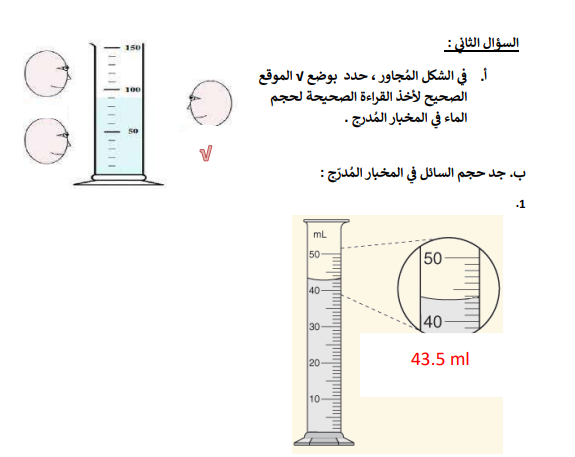 السؤال الثاني :
أ. في الشكل المُجاور ، حدد بوضع √ الموقع
الصحيح لأخذ القراءة الصحيحة لحجم
الماء في المخبار المُدرج .
150
100
50
√
ب. جد حجم السائل في المخبار المُدرّج :
1.
mL
50
40
30
20
10
50
40
43.5 ml